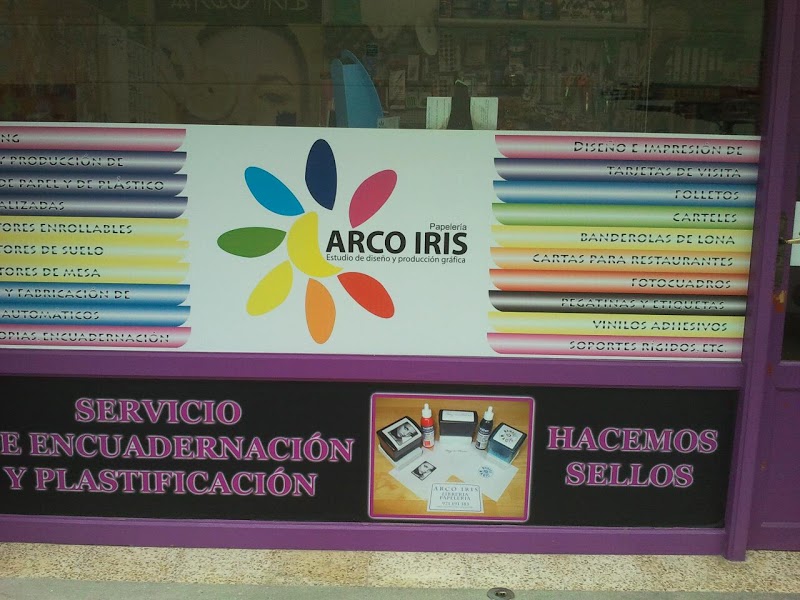 ARCO IRIS
NG
Y PRODUCCIÓN DE
DE PAPEL Y DE PLÁSTICO
ALIZADAS
TORES ENROLLABLES
TORES DE SUELO
TORES DE MESA
Y FABRICACIÓN DE
AUTOMÁTICOS
OPIAS, ENCUADERNACIÓN
Papelería
ARCO IRIS
Estudio de diseño y producción gráfica
DISEÑO E IMPRESIÓN DE
TARJETAS DE VISITA
FOLLETOS
CARTELES
BANDEROLAS DE LONA
CARTAS PARA RESTAURANTES
FOTOCUADROS
PEGATINAS Y ETIQUETAS
VINILOS ADHESIVOS
SOPORTES RÍGIDOS, ETC.
SERVICIO
E ENCUADERNACIÓN
Y PLASTIFICACIÓN
ARCO IRIS
LIBRERIA
PAPELERIA
HACEMOS
SELLOS